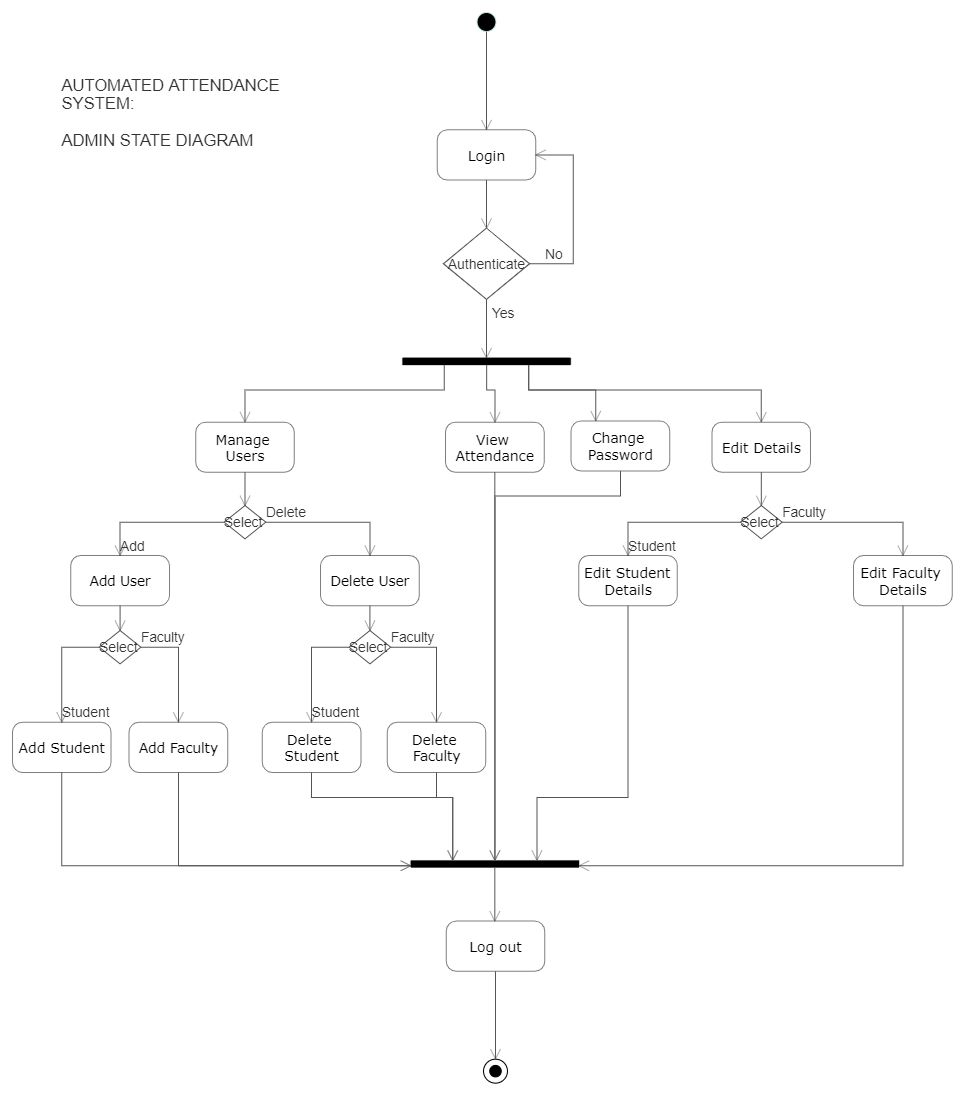 AUTOMATED ATTENDANCE
SYSTEM:
ADMIN STATE DIAGRAM
Login
Authenticate
No
Yes
Manage
Users
View
Attendance
Change
Password
Edit Details
Select
Delete
Add
Select
Faculty
Student
Add User
Delete User
Edit Student
Details
Edit Faculty
Details
Select
Faculty
Student
Select
Faculty
Student
Add Student
Add Faculty
Delete
Student
Delete
Faculty
Log out